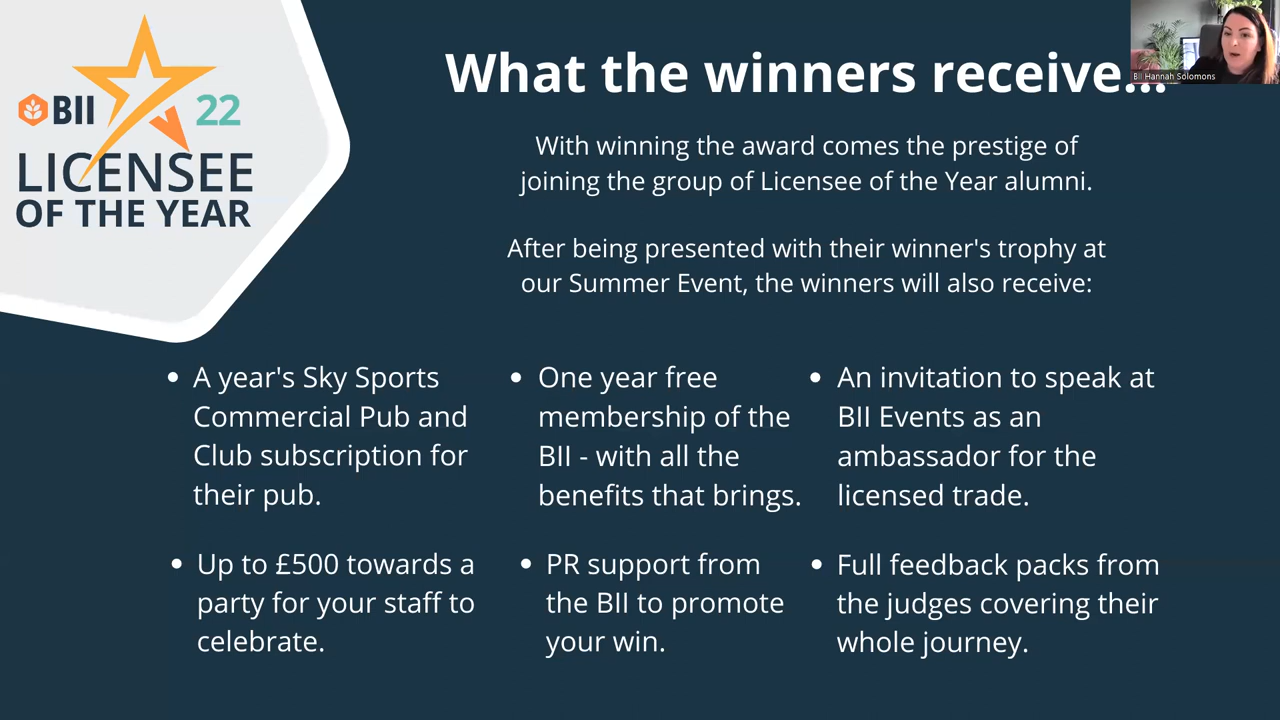 BII 22
LICENSEE
OF THE YEAR
What the winners receive...
BII Hannah Solomons
With winning the award comes the prestige of
joining the group of Licensee of the Year alumni.
After being presented with their winner's trophy at
our Summer Event, the winners will also receive:
• A year's Sky Sports
Commercial Pub and
Club subscription for
their pub.
• One year free
membership of the
BII - with all the
benefits that brings.
• An invitation to speak at
BII Events as an
ambassador for the
licensed trade.
• Up to £500 towards a
party for your staff to
celebrate.
• PR support from
the BII to promote
your win.
• Full feedback packs from
the judges covering their
whole journey.